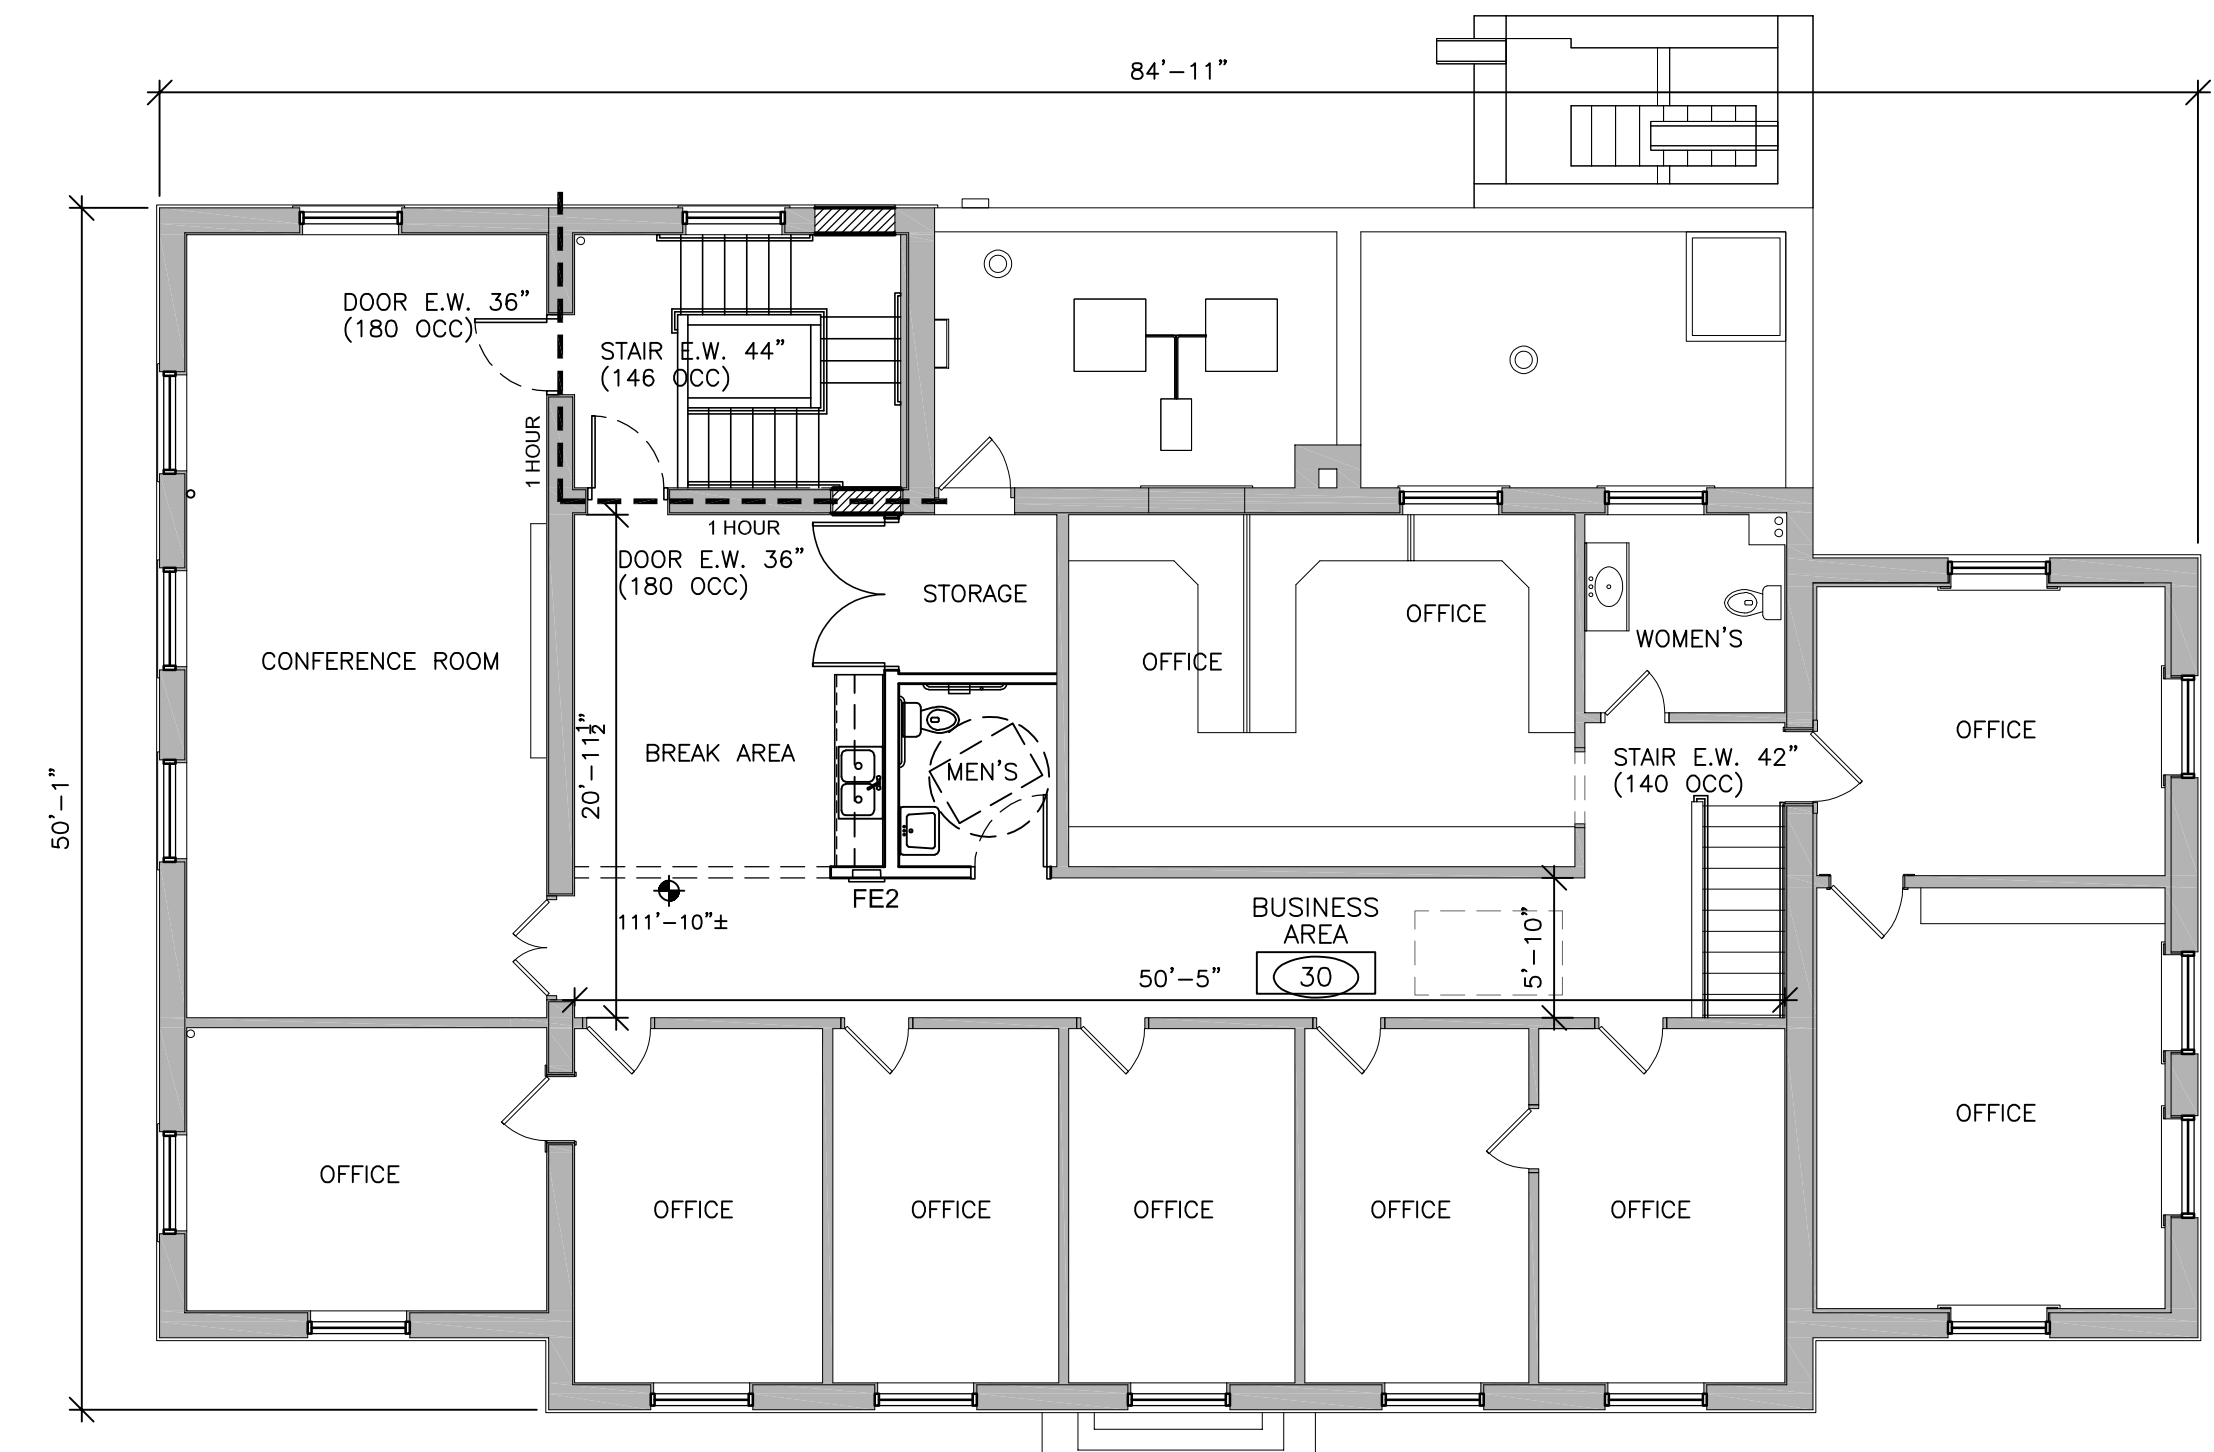 84'-11"
DOOR E.W. 36"
(180 OCC)
STAIR E.W. 44"
(146 OCC)
1 HOUR
1 HOUR
DOOR E.W. 36"
(180 OCC)
STORAGE
OFFICE
OFFICE
WOMEN'S
CONFERENCE ROOM
20'-11 1/2"
BREAK AREA
MEN'S
STAIR E.W. 42"
(140 OCC)
OFFICE
50'-1"
FE2
111'-10"±
BUSINESS
AREA
30
50'-5"
5'-10"
OFFICE
OFFICE
OFFICE
OFFICE
OFFICE
OFFICE
OFFICE